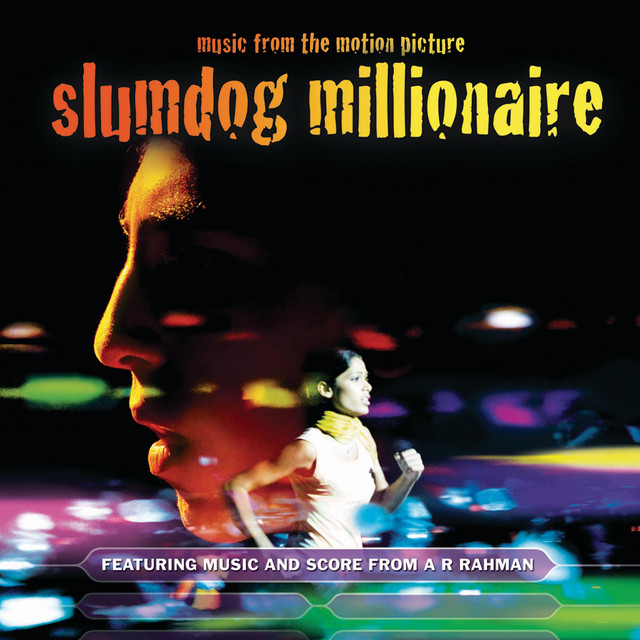 music from the motion picture
slumdog millionaire
FEATURING MUSIC AND SCORE FROM A R RAHMAN